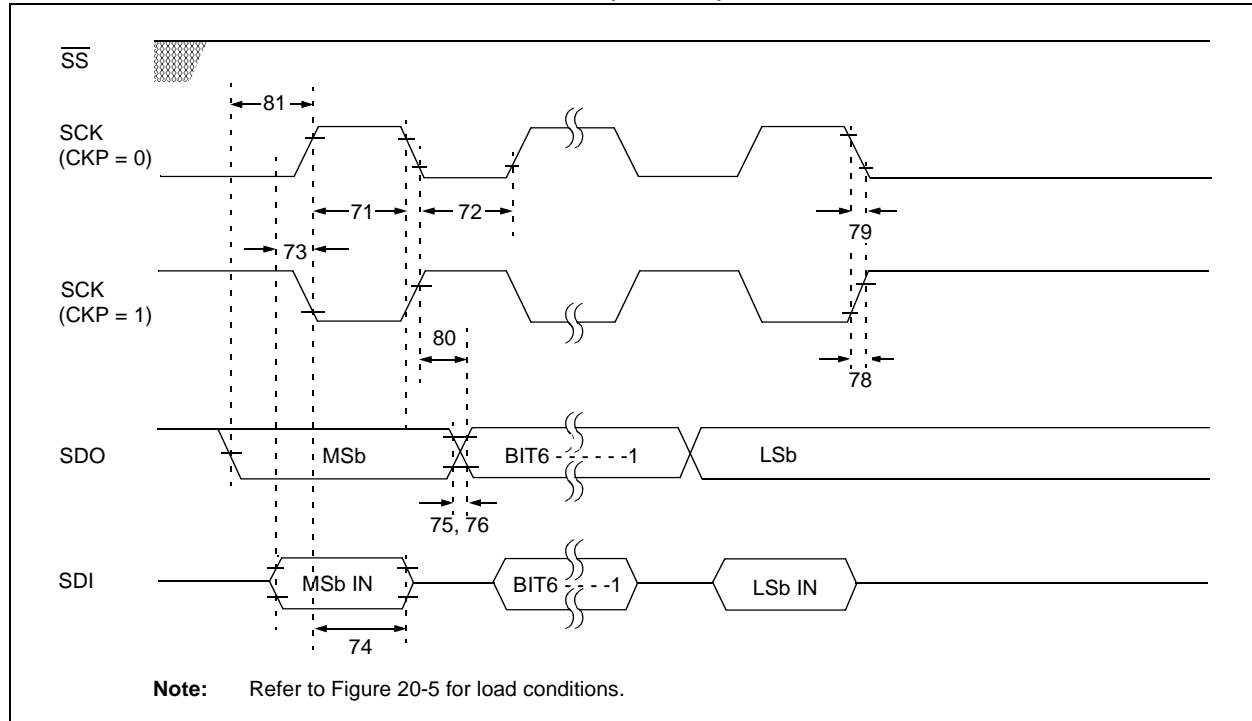 SS
81
SCK
(CKP = 0)
71
72
79
73
SCK
(CKP = 1)
80
78
SDO
MSb
BIT6 - - - - - -1
LSb
75, 76
SDI
MSb IN
BIT6 - - - - -1
LSb IN
74
Note: Refer to Figure 20-5 for load conditions.